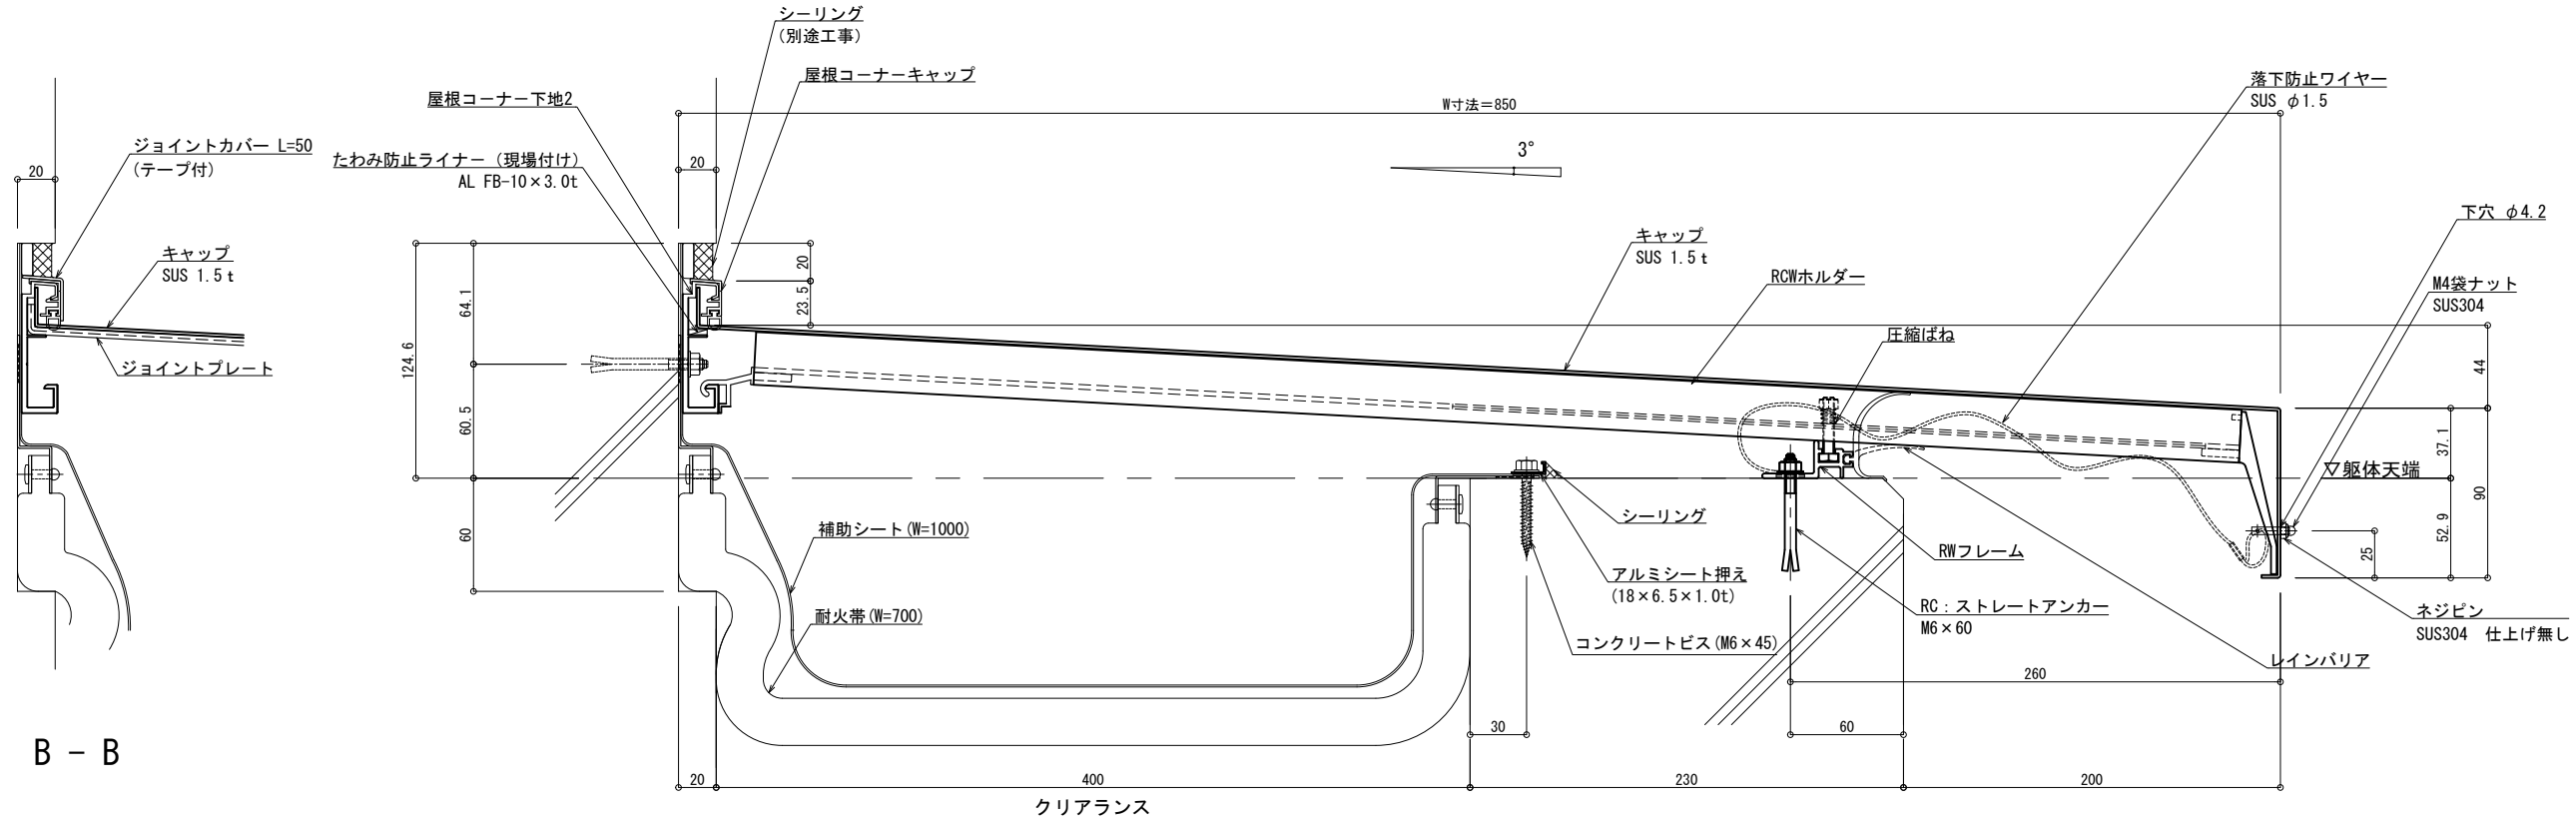 シーリング
(別途工事)
屋根コーナーキャップ
屋根コーナー下地2
たわみ防止ライナー（現場付け）
AL FB-10×3.0t
ジョイントカバー L=50
(テープ付)
20
キャップ
SUS 1.5t
ジョイントプレート
B - B
W寸法＝850
20
3°
落下防止ワイヤー
SUS φ1.5
下穴 φ4.2
M4袋ナット
SUS304
キャップ
SUS 1.5t
RCWホルダー
圧縮ばね
20
23.5
64.1
124.6
60.5
60
44
37.1
90
52.9
25
▽躯体天端
補助シート(W=1000)
耐火帯(W=700)
シーリング
アルミシート押え
(18×6.5×1.0t)
コンクリートビス(M6×45)
RWフレーム
RC：ストレートアンカー
M6×60
レインバリア
ネジピン
SUS304 仕上げ無し
260
30
60
20
400
230
200
クリアランス